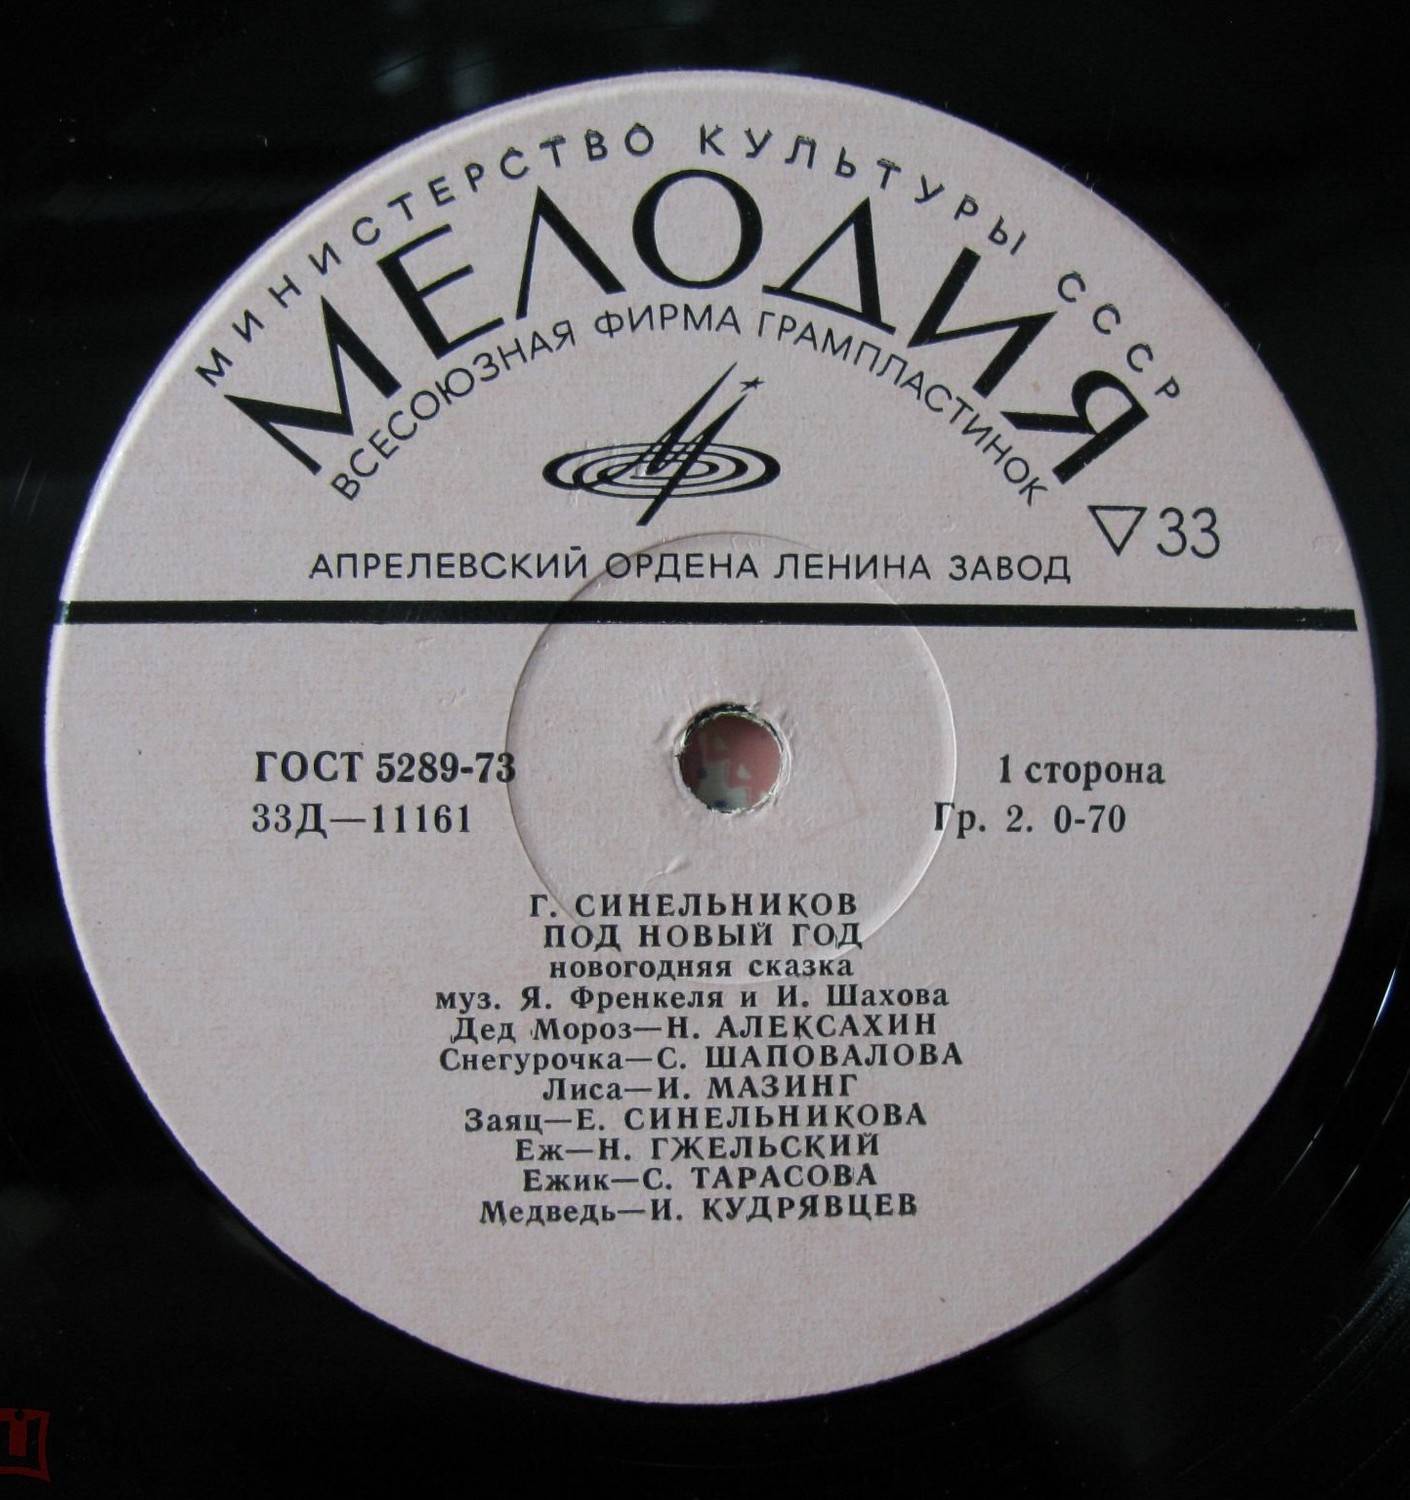 МИНИСТЕРСТВО КУЛЬТУРЫ СССР
МЕЛОДИЯ
ВСЕСОЮЗНАЯ ФИРМА ГРАМПЛАСТИНОК
▽33
АПРЕЛЕВСКИЙ ОРДЕНА ЛЕНИНА ЗАВОД
ГОСТ 5289-73
1 сторона
33Д—11161
Гр. 2. 0-70
Г. СИНЕЛЬНИКОВ
ПОД НОВЫЙ ГОД
новогодняя сказка
муз. Я. Френкеля и И. Шахова
Дед Мороз—Н. АЛЕКСАХИН
Снегурочка—С. ШАПОВАЛОВА
Лиса—И. МАЗИНГ
Заяц—Е. СИНЕЛЬНИКОВА
Еж—Н. ГЖЕЛЬСКИЙ
Ежик—С. ТАРАСОВА
Медведь—И. КУДРЯВЦЕВ